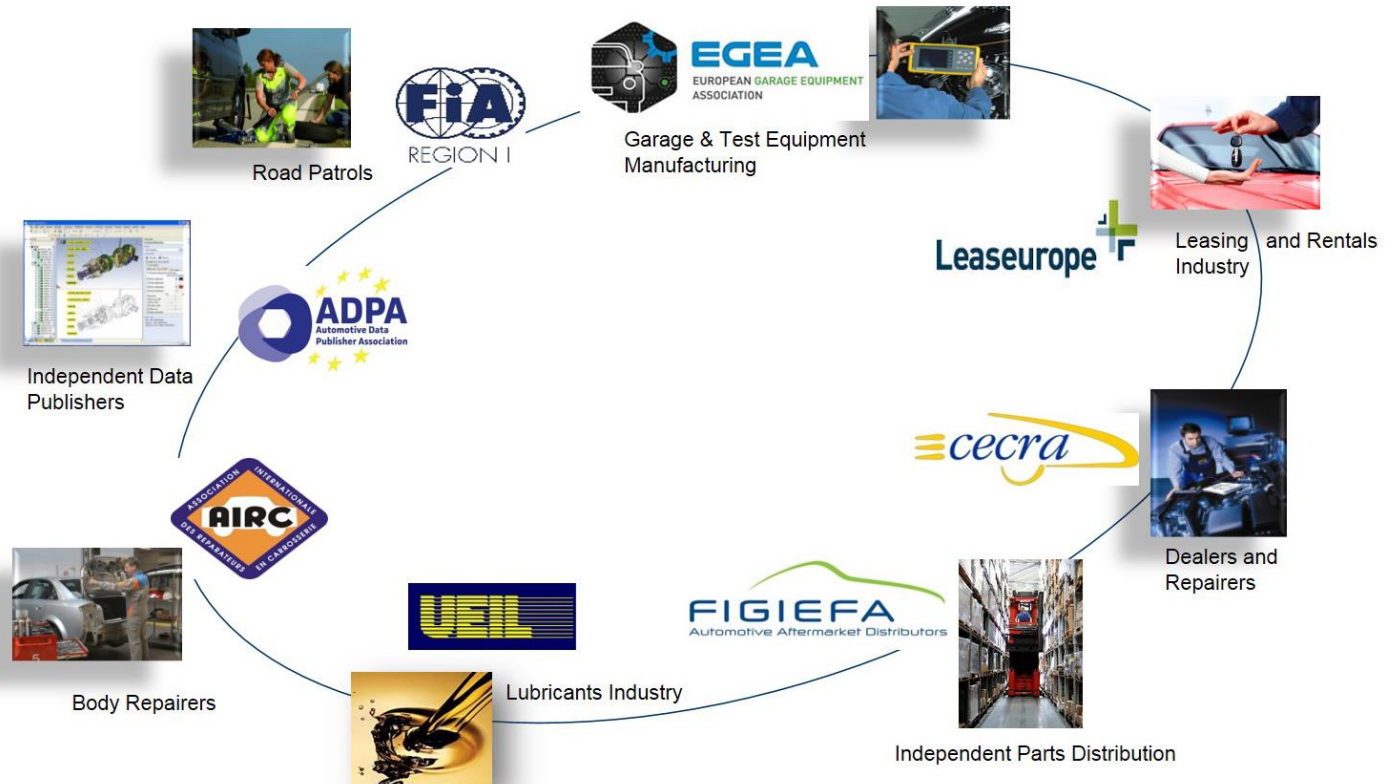 FiA
REGION I
Road Patrols
EGEA
EUROPEAN GARAGE EQUIPMENT
ASSOCIATION
Garage & Test Equipment
Manufacturing
Leaseurope
Leasing and Rentals
Industry
ADPA
Automotive Data
Publisher Association
Independent Data
Publishers
cecra
Dealers and
Repairers
ASSOCIATION INTERNATIONALE
AIRC
DES REPARATEURS EN CARROSSERIE
Body Repairers
UEIL
Lubricants Industry
FIGIEFA
Automotive Aftermarket Distributors
Independent Parts Distribution
5